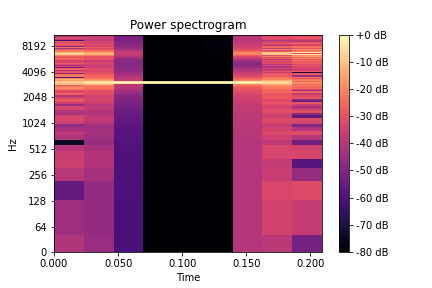 Power spectrogram
8192
4096
2048
1024
512
256
128
64
0
Hz
0.000 0.050 0.100 0.150 0.200
Time
+0 dB
-10 dB
-20 dB
-30 dB
-40 dB
-50 dB
-60 dB
-70 dB
-80 dB